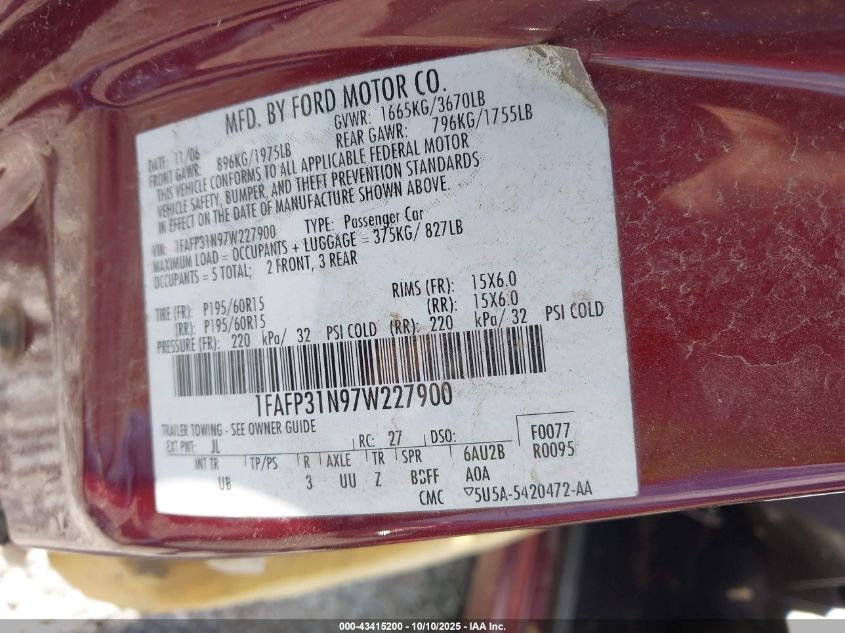 MFD. BY FORD MOTOR CO.
DATE: 11/06 GVWR: 1665KG/3670LB
FRONT GAWR: 896KG/1975LB REAR GAWR: 796KG/1755LB
THIS VEHICLE CONFORMS TO ALL APPLICABLE FEDERAL MOTOR
VEHICLE SAFETY, BUMPER, AND THEFT PREVENTION STANDARDS
IN EFFECT ON THE DATE OF MANUFACTURE SHOWN ABOVE.
VIN: 1FAFP31N97W227900 TYPE: Passenger Car
MAXIMUM LOAD = OCCUPANTS + LUGGAGE = 375KG/ 827LB
OCCUPANTS = 5 TOTAL; 2 FRONT, 3 REAR
TIRE (FR): P195/60R15 RIMS (FR): 15X6.0
(RR): P195/60R15 (RR): 15X6.0
PRESSURE (FR): 220 kPa/ 32 PSI COLD (RR): 220 kPa/ 32 PSI COLD
1FAFP31N97W227900
TRAILER TOWING - SEE OWNER GUIDE
EXT PNT: JL RC: 27 DSO: F0077
INT TR TP/PS R AXLE TR SPR 6AU2B R0095
UB 3 UU Z BDFF AOA
CMC ▽5U5A-5420472-AA
000-43415200 - 10/10/2025 - IAA Inc.